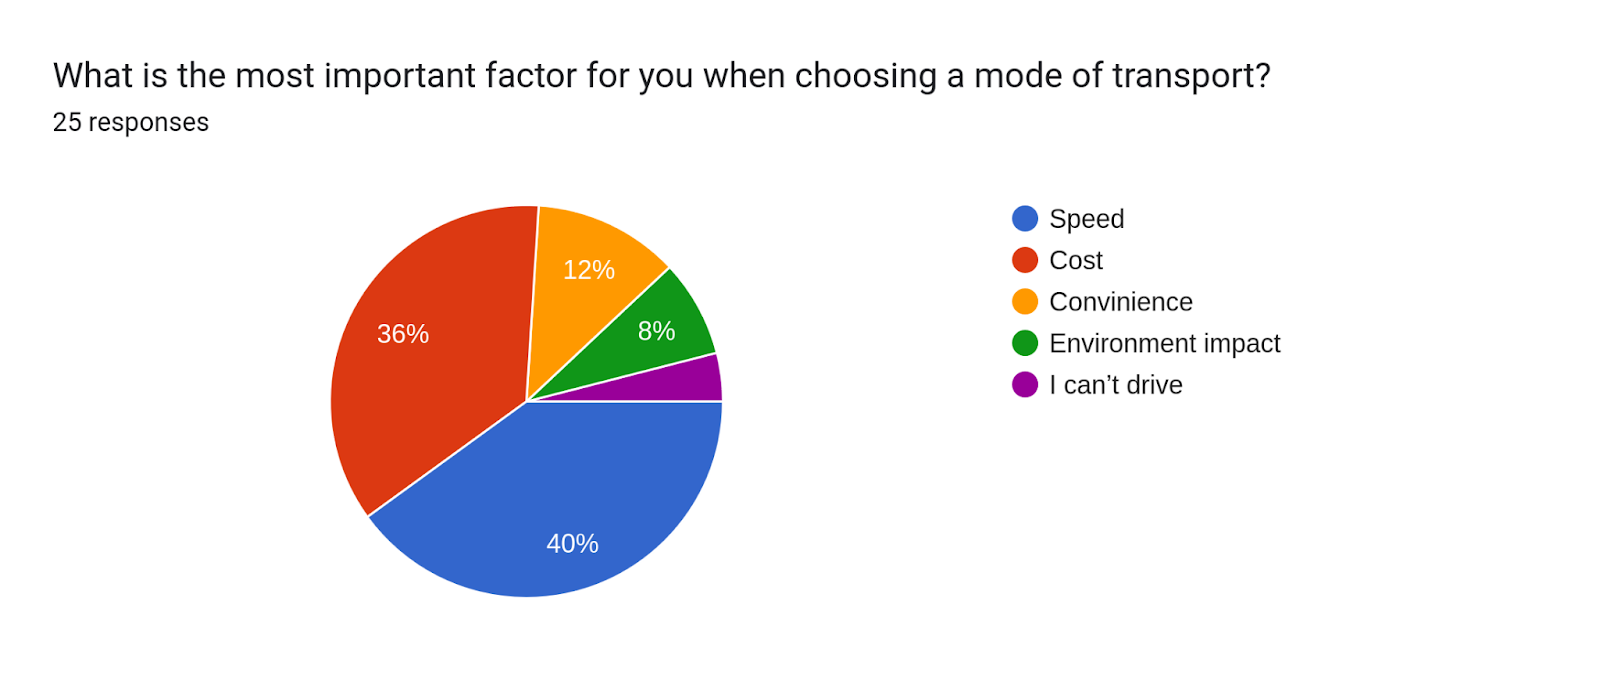 What is the most important factor for you when choosing a mode of transport?
25 responses
Speed
Cost
Convinience
Environment impact
I can’t drive
12%
8%
36%
40%